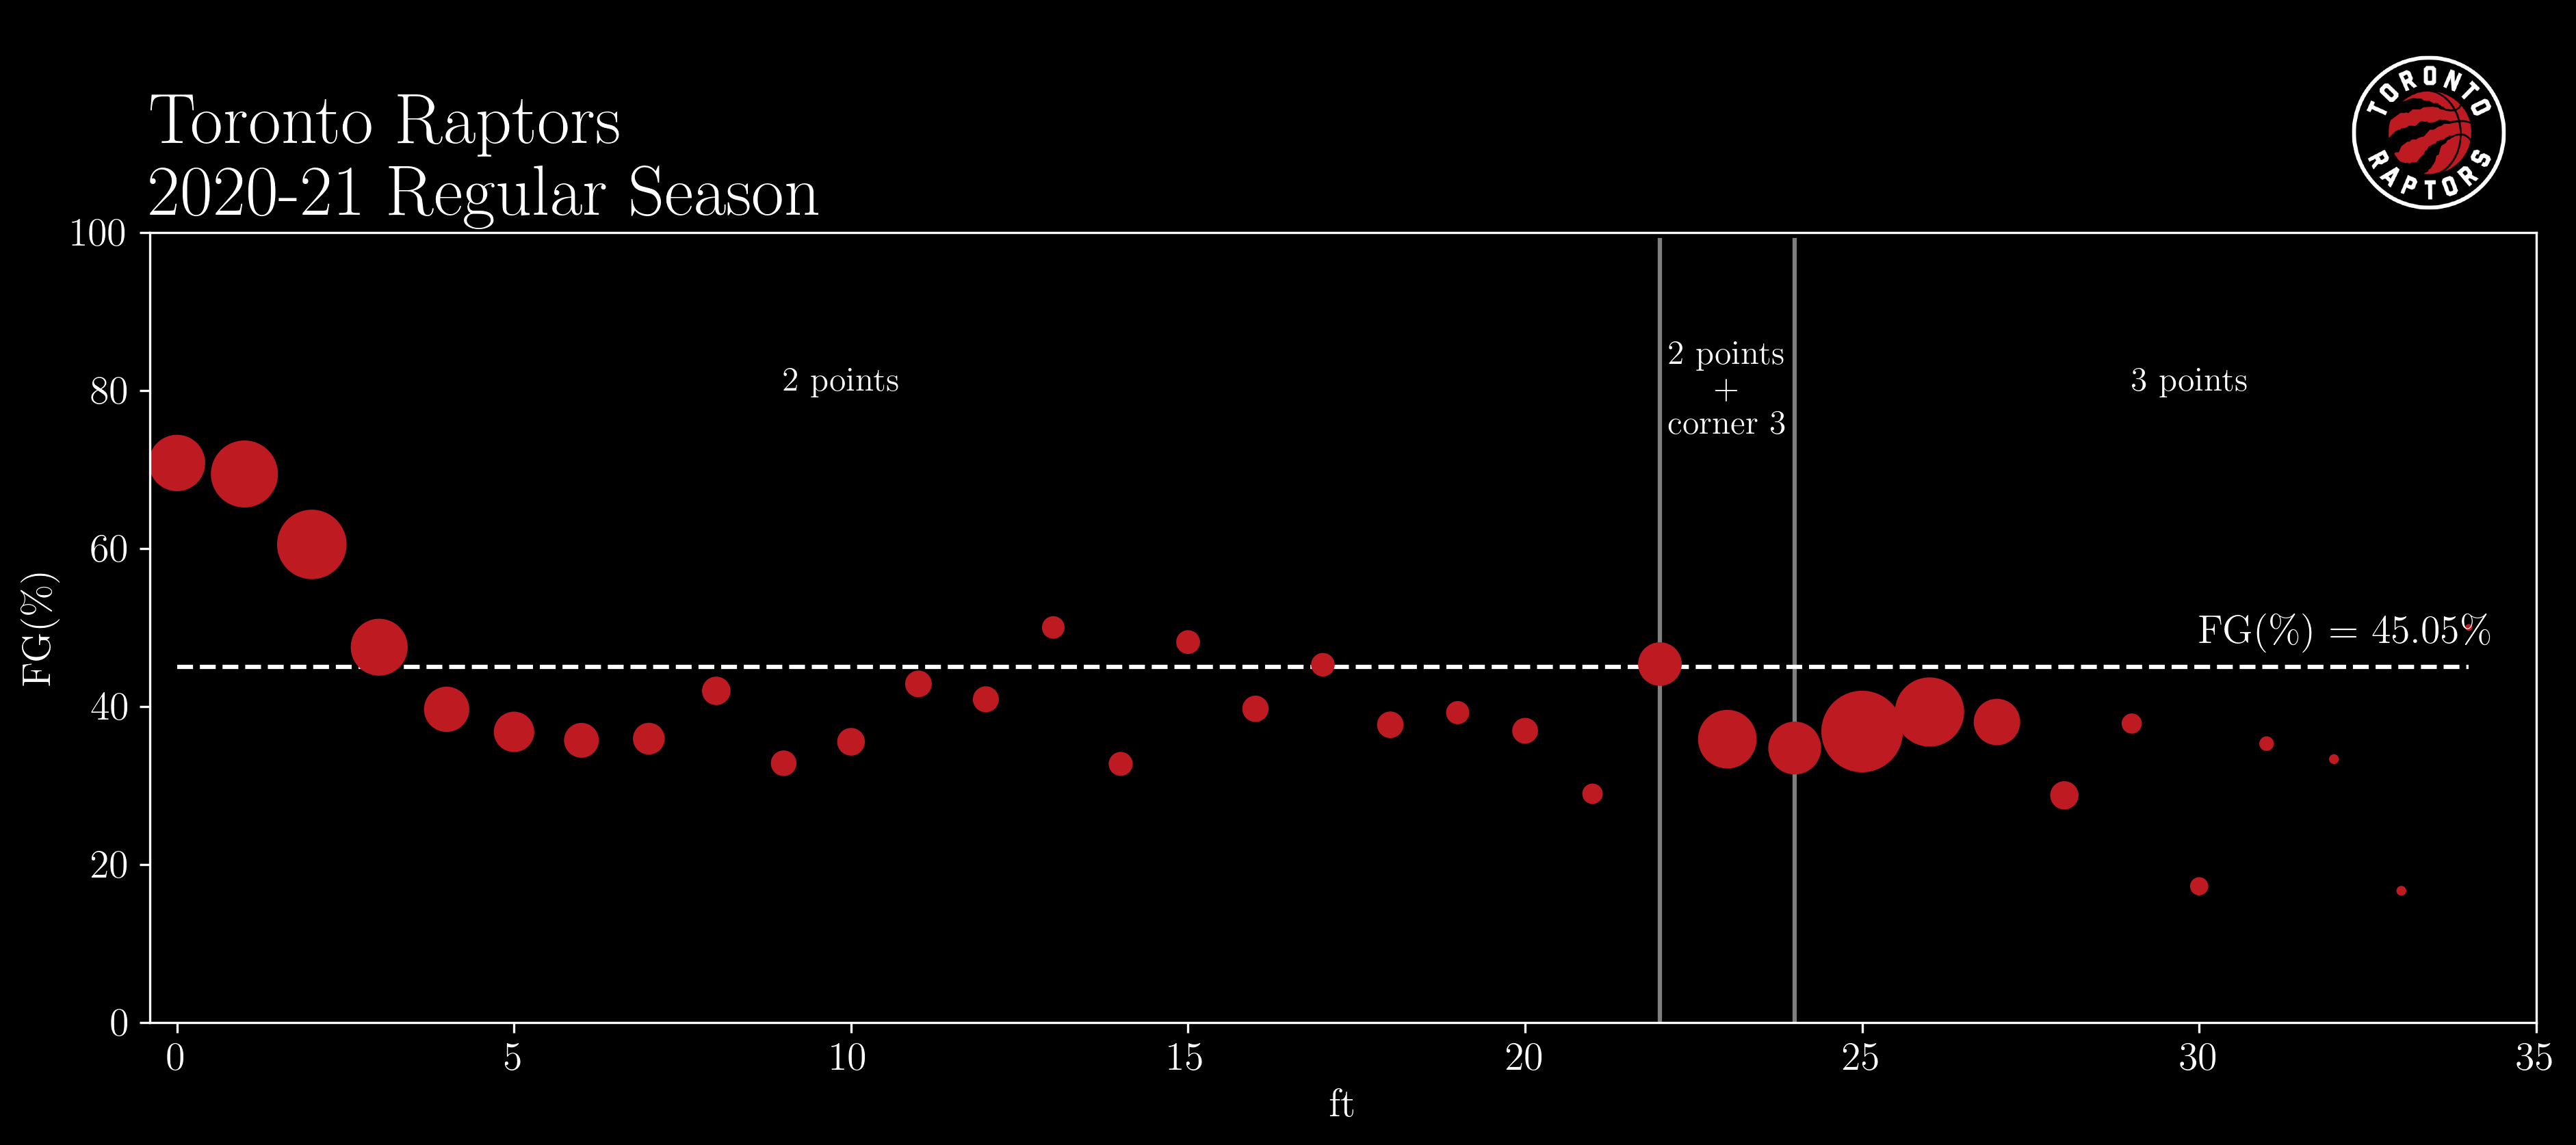 TORONTO
RAPTORS
Toronto Raptors
2020-21 Regular Season
100
80
60
40
20
0
FG(%)
2 points
2 points
+
corner 3
3 points
FG(%) = 45.05%
0 5 10 15 20 25 30 35
ft